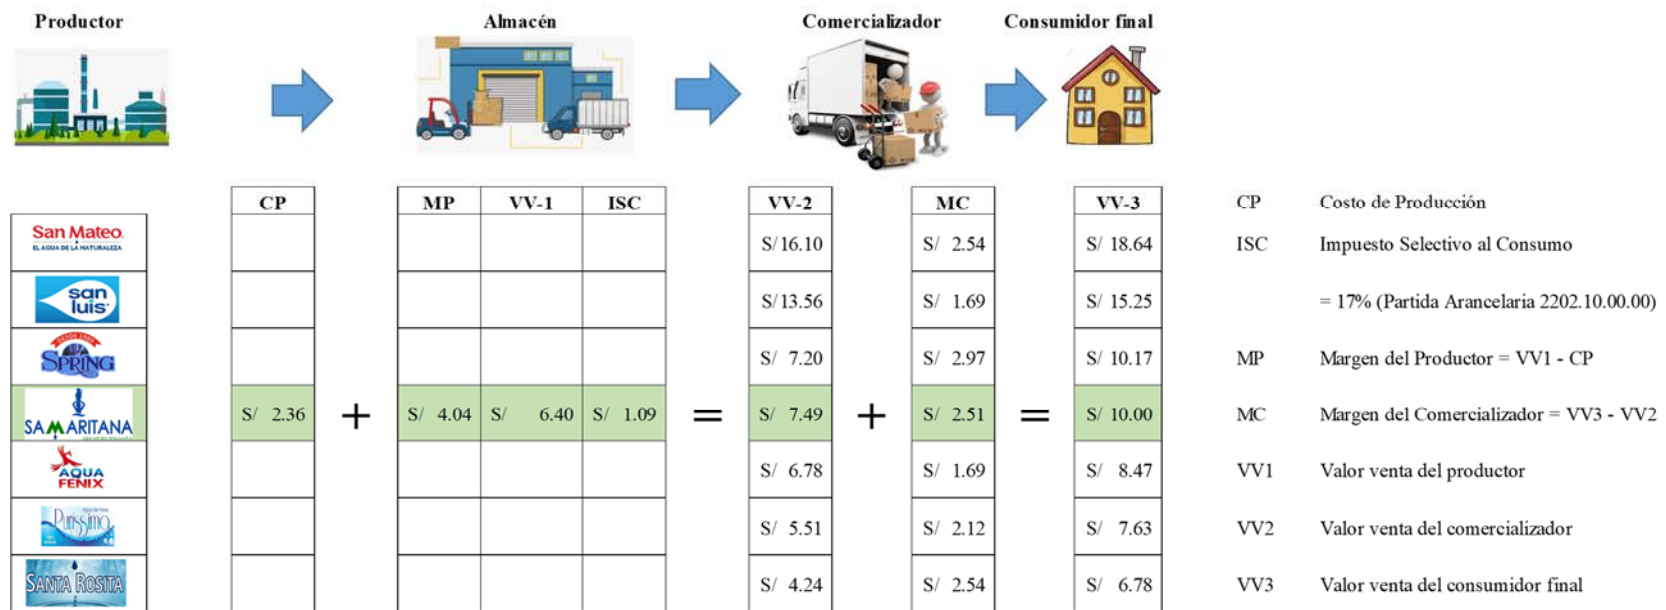 Productor
Almacén
Comercializador
Consumidor final
CP MP VV-1 ISC VV-2 MC VV-3
CP Costo de Producción
San Mateo.
EL AGUA DE LA NATURALEZA
S/ 16.10 S/ 2.54 S/ 18.64
ISC Impuesto Selectivo al Consumo
san
luis
S/ 13.56 S/ 1.69 S/ 15.25
= 17% (Partida Arancelaria 2202.10.00.00)
SPRING
S/ 7.20 S/ 2.97 S/ 10.17
MP Margen del Productor = VV1 - CP
SAMARITANA
S/ 2.36 + S/ 4.04 S/ 6.40 S/ 1.09 = S/ 7.49 + S/ 2.51 = S/ 10.00
MC Margen del Comercializador = VV3 - VV2
AQUA
FENIX
S/ 6.78 S/ 1.69 S/ 8.47
VV1 Valor venta del productor
Purissimo
S/ 5.51 S/ 2.12 S/ 7.63
VV2 Valor venta del comercializador
SANTA ROSITA
S/ 4.24 S/ 2.54 S/ 6.78
VV3 Valor venta del consumidor final